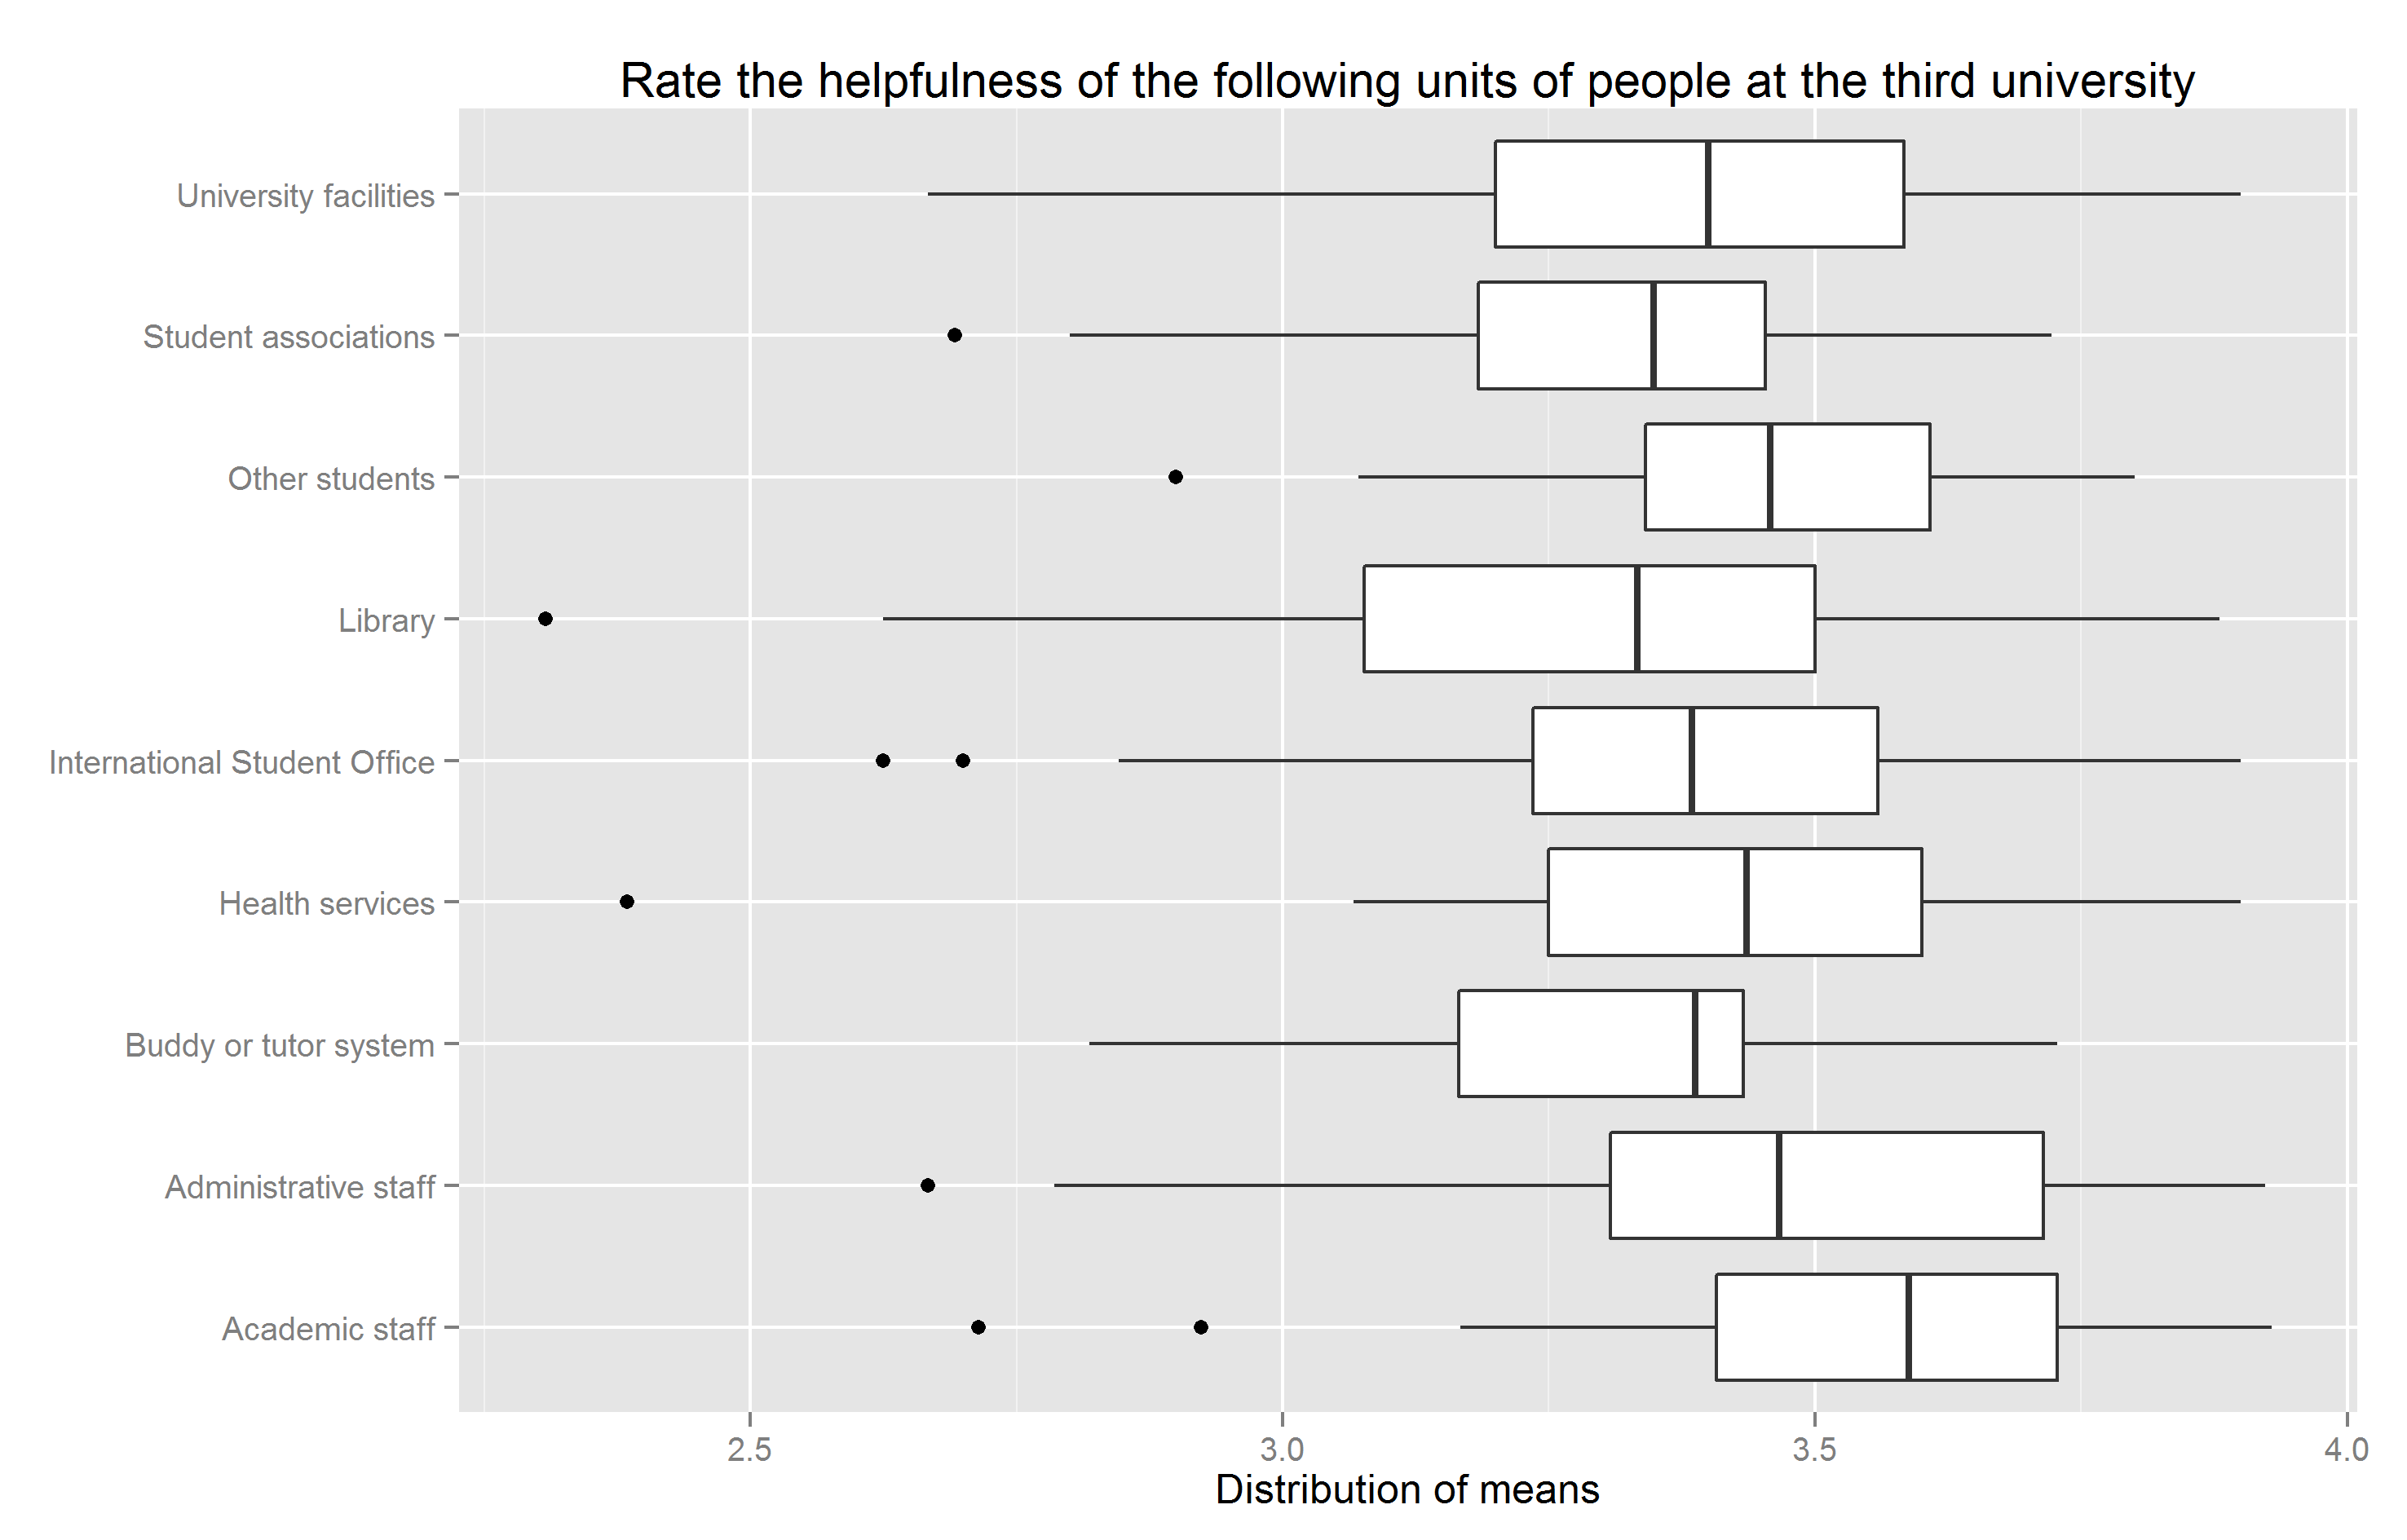 Rate the helpfulness of the following units of people at the third university
University facilities
Student associations
Other students
Library
International Student Office
Health services
Buddy or tutor system
Administrative staff
Academic staff
2.5 3.0 3.5 4.0
Distribution of means